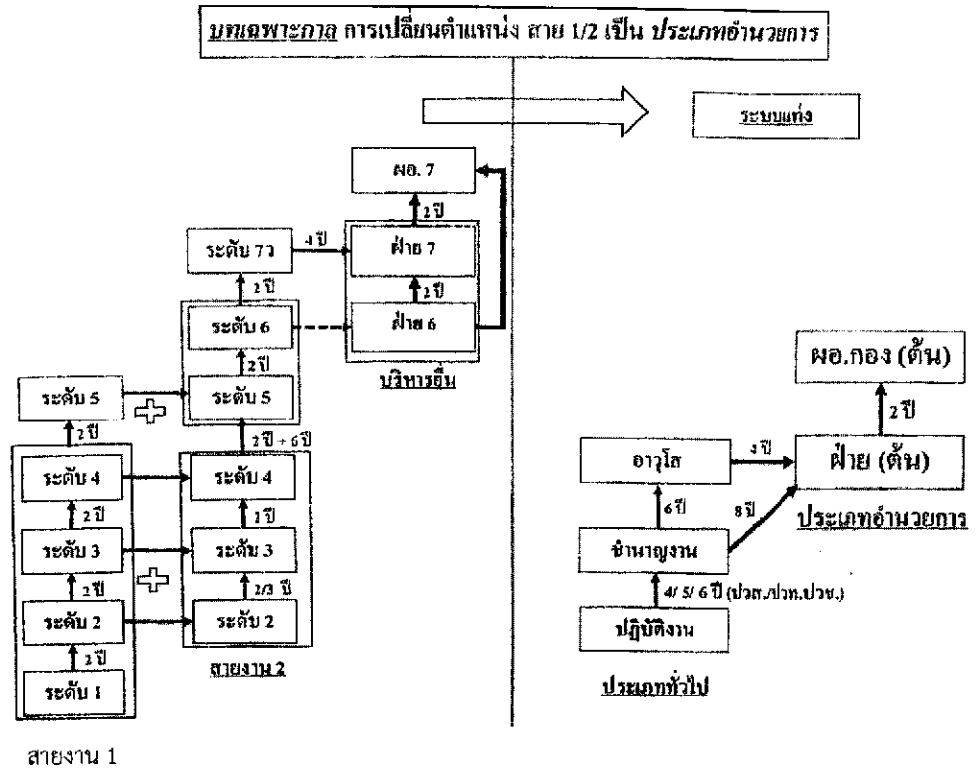 บทเฉพาะกาล การเปลี่ยนตำแหน่ง สาย 1/2 เป็น ประเภทอำนวยการ
ระบบแท่ง
ผอ. 7
2 ปี
ระดับ 7ว
4 ปี
ฝ่าย 7
2 ปี
2 ปี
ระดับ 6
ฝ่าย 6
2 ปี
บริหารอื่น
ระดับ 5
ระดับ 5
2 ปี
2 ปี + 6 ปี
ระดับ 4
ระดับ 4
2 ปี
ระดับ 3
ระดับ 3
2 ปี
2/3 ปี
ระดับ 2
ระดับ 2
2 ปี
สายงาน 2
ระดับ 1
สายงาน 1
ผอ.กอง (ต้น)
2 ปี
อาวุโส
4 ปี
ฝ่าย (ต้น)
6 ปี
8 ปี
ประเภทอำนวยการ
ชำนาญงาน
4/ 5/ 6 ปี (ปวส./ปวท.ปวช.)
ปฏิบัติงาน
ประเภททั่วไป